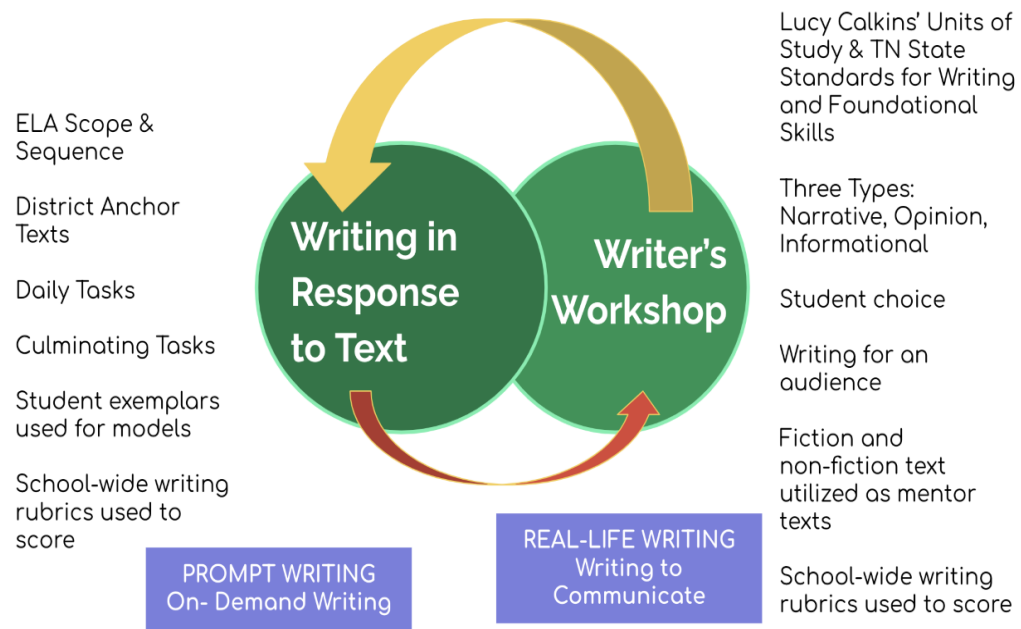 ELA Scope &
Sequence
District Anchor
Texts
Daily Tasks
Culminating Tasks
Student exemplars
used for models
School-wide writing
rubrics used to
score
Writing in
Response
to Text
PROMPT WRITING
On- Demand Writing
Writer's
Workshop
REAL-LIFE WRITING
Writing to
Communicate
Lucy Calkins' Units of
Study & TN State
Standards for Writing
and Foundational
Skills
Three Types:
Narrative, Opinion,
Informational
Student choice
Writing for an
audience
Fiction and
non-fiction text
utilized as mentor
texts
School-wide writing
rubrics used to score